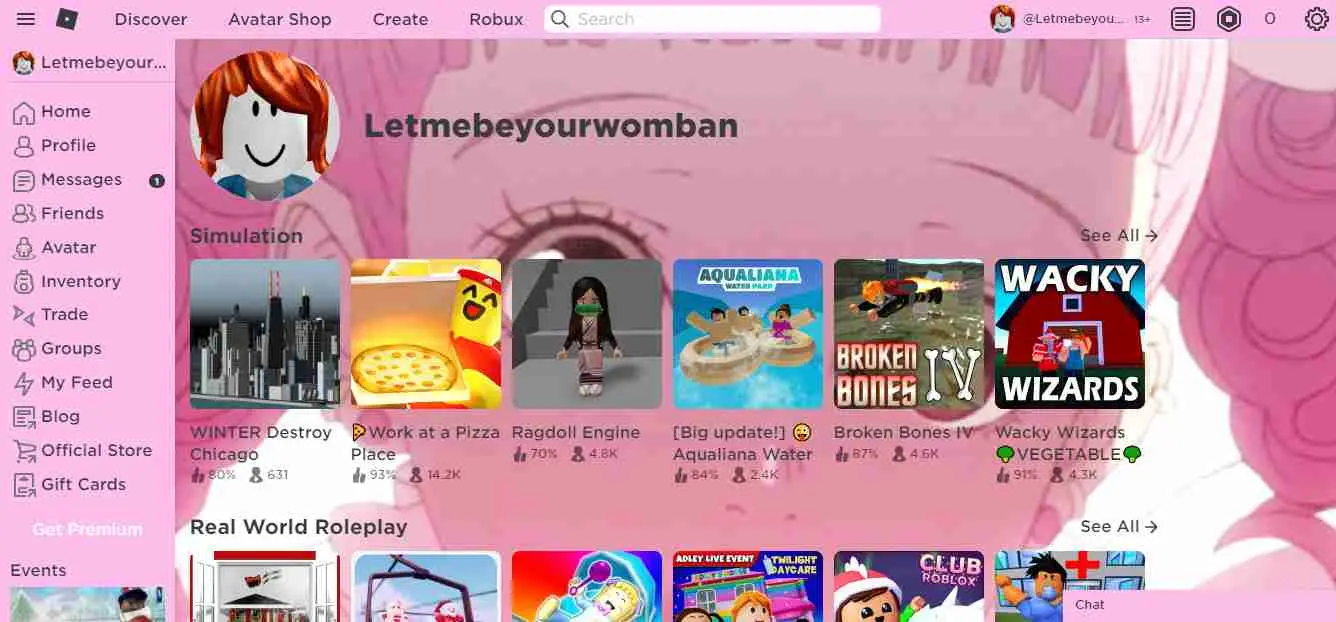 Discover
Avatar Shop
Create
Robux
Search
@Letmebeyou...
13+
0
Letmebeyour...
Home
Profile
Messages
1
Friends
Avatar
Inventory
Trade
Groups
My Feed
Blog
Official Store
Gift Cards
Get Premium
Events
Letmebeyourwomban
Simulation
See All →
AQUALIANA
WATER PARK
BROKEN
BONES IV
WACKY
WIZARDS
WINTER Destroy
Chicago
80% 631
🍕Work at a Pizza
Place
93% 14.2K
Ragdoll Engine
70% 4.8K
[Big update!] 😜
Aqualiana Water
84% 2.4K
Broken Bones IV
87% 4.6K
Wacky Wizards
🥦VEGETABLE🥦
91% 4.3K
Real World Roleplay
See All →
ADLEY LIVE EVENT
TWILIGHT
DAYCARE
CLUB
ROBLOX
Chat